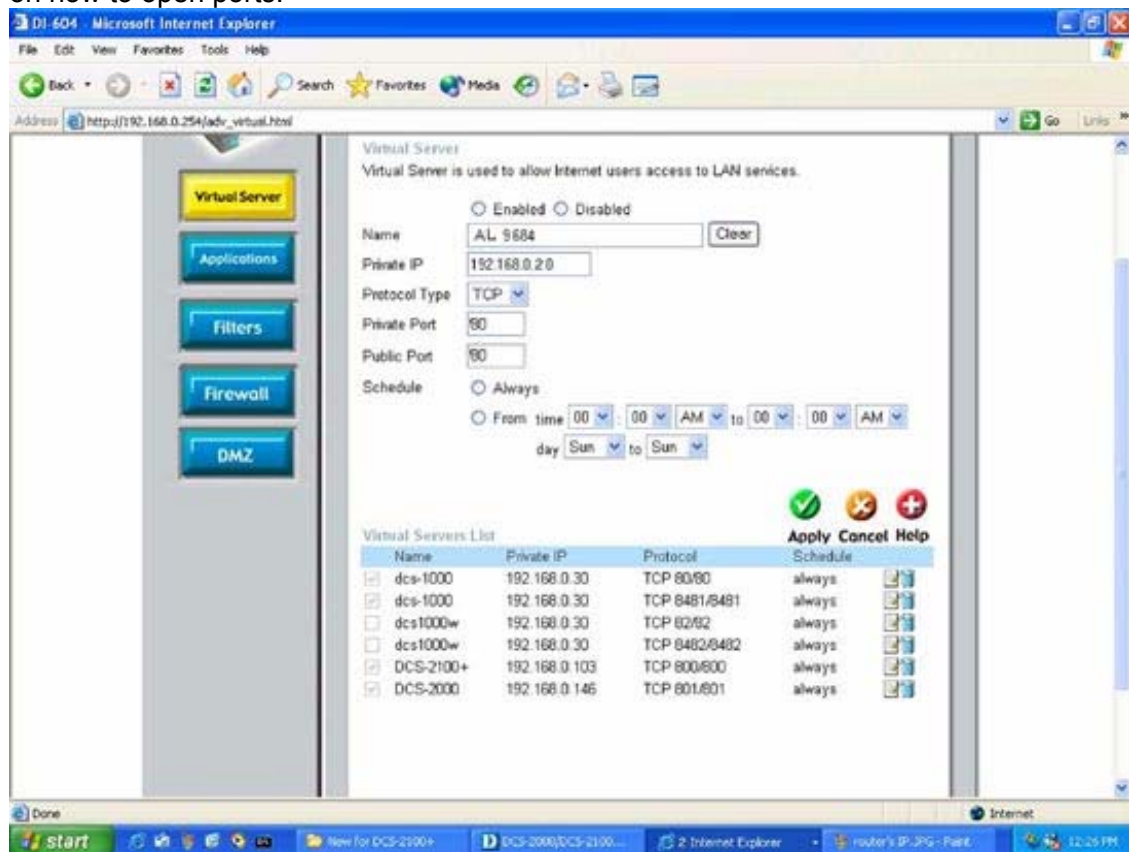 on how to open ports.
DI-604 - Microsoft Internet Explorer
File Edit View Favorites Tools Help
Back Search Favorites Media
Address http://192.168.0.254/adv_virtual.html Go Links
Virtual Server
Applications
Filters
Firewall
DMZ
Virtual Server
Virtual Server is used to allow Internet users access to LAN services.
Enabled Disabled
Name AL 9684 Clear
Private IP 192.168.0.20
Protocol Type TCP
Private Port 80
Public Port 80
Schedule Always
From time 00 : 00 AM to 00 : 00 AM
day Sun to Sun
Apply Cancel Help
Virtual Servers List
Name Private IP Protocol Schedule
dcs-1000 192.168.0.30 TCP 80/80 always
dcs-1000 192.168.0.30 TCP 8481/8481 always
dcs1000w 192.168.0.30 TCP 82/82 always
dcs1000w 192.168.0.30 TCP 8482/8482 always
DCS-2100+ 192.168.0.103 TCP 800/800 always
DCS-2000 192.168.0.146 TCP 801/801 always
Done Internet
start New for DCS-2100+ DCS-2000/DCS-2100... 2 Internet Explorer router's IP.JPG - Paint 12:26 PM